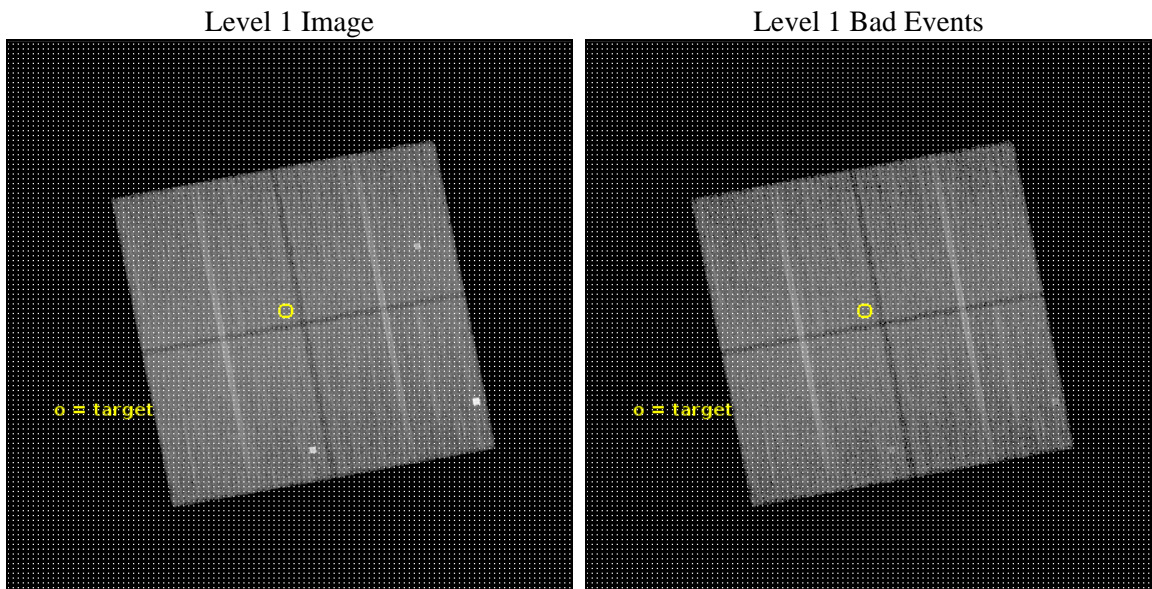 Level 1 Image
Level 1 Bad Events
o = target
o = target